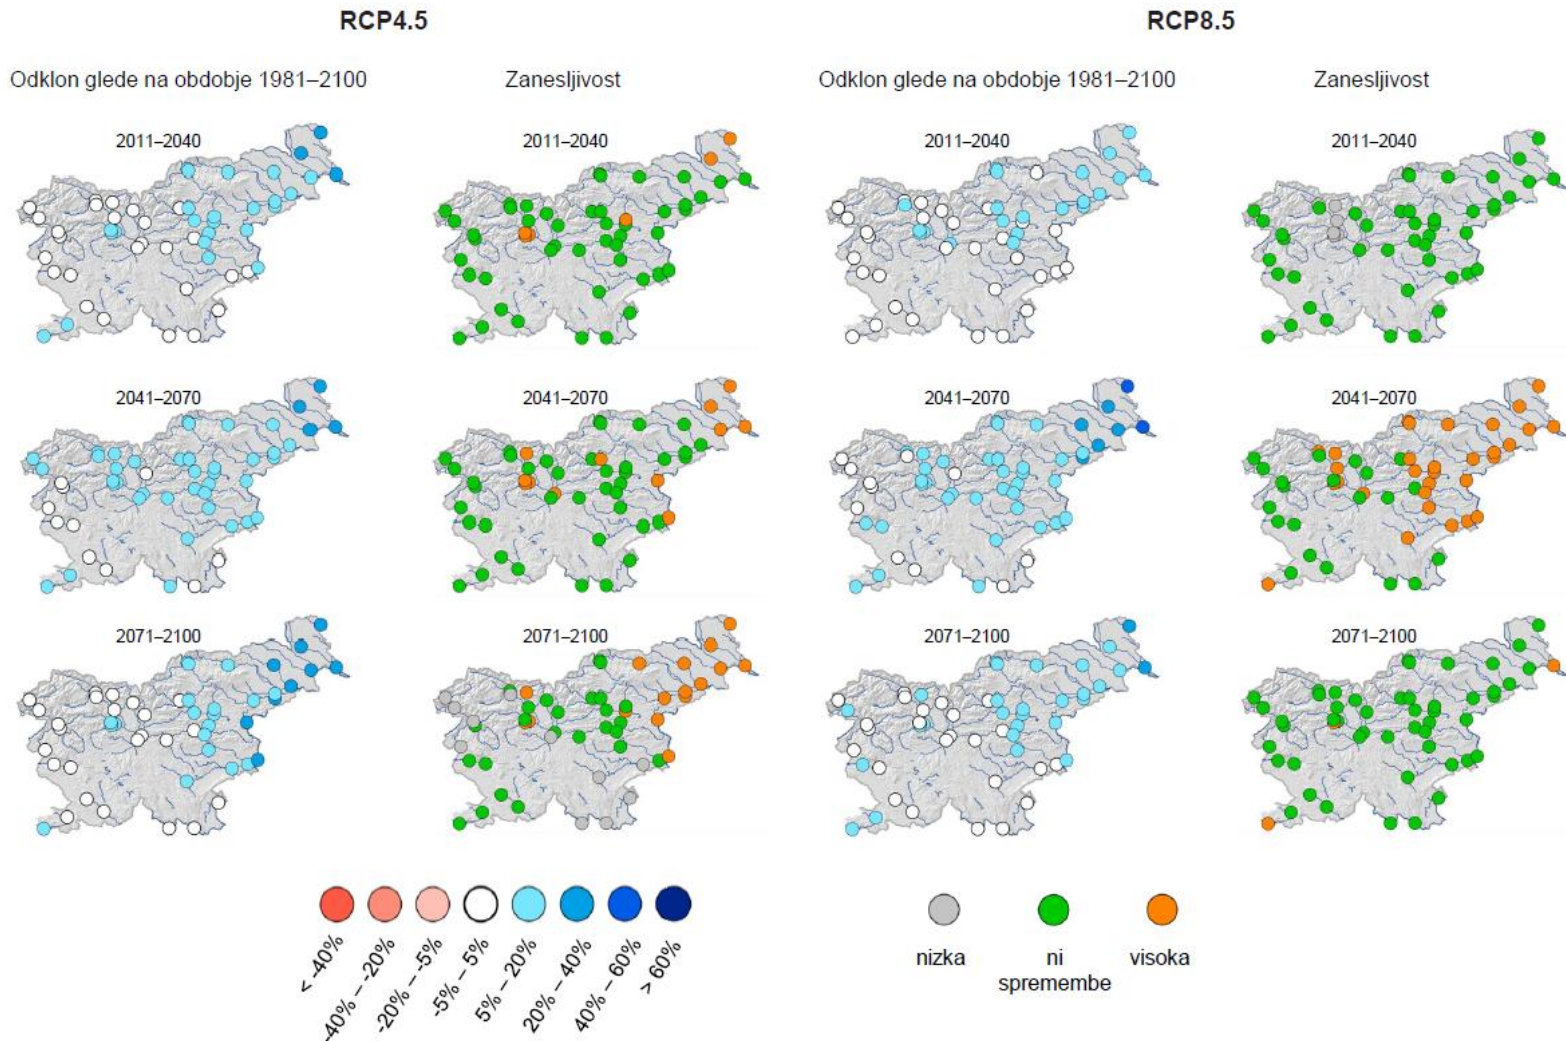 RCP4.5
RCP8.5
Odklon glede na obdobje 1981–2100
Zanesljivost
Odklon glede na obdobje 1981–2100
Zanesljivost
2011–2040
2011–2040
2011–2040
2011–2040
2041–2070
2041–2070
2041–2070
2041–2070
2071–2100
2071–2100
2071–2100
2071–2100
< -40%
-40% – -20%
-20% – -5%
-5% – 5%
5% – 20%
20% – 40%
40% – 60%
> 60%
nizka
ni
spremembe
visoka